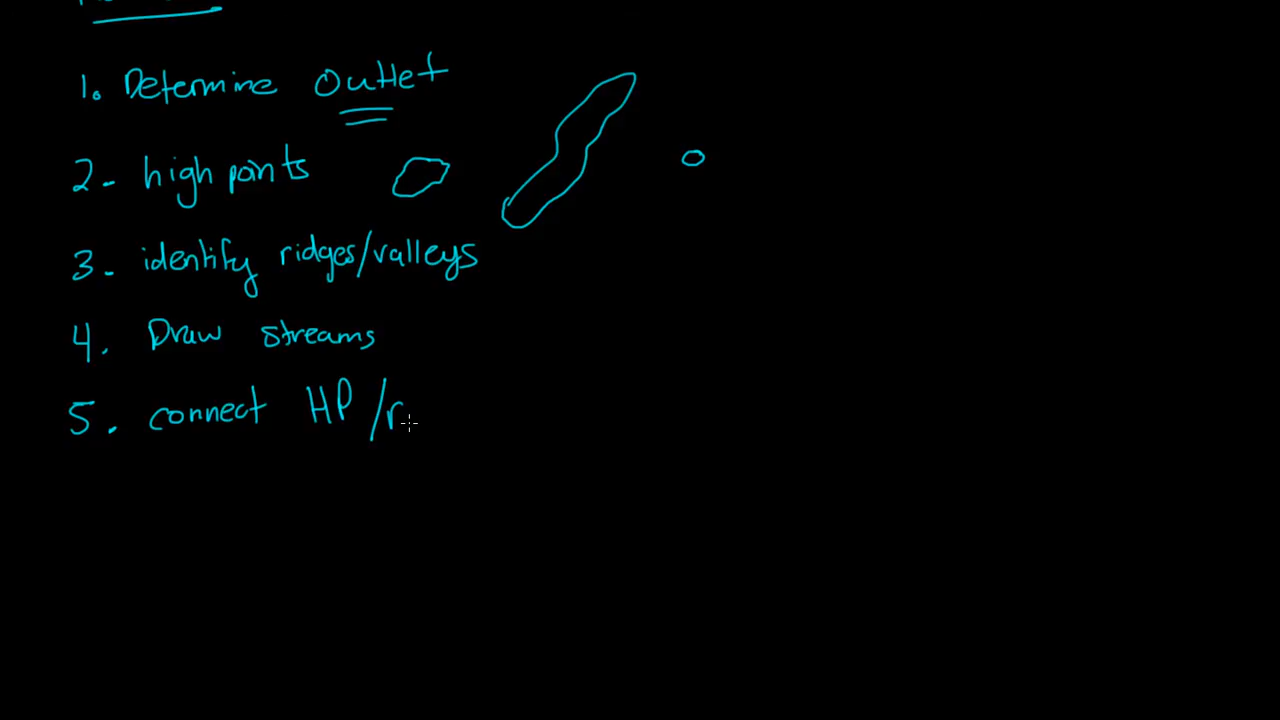 1. Determine Outlet
2- high points
3- identify ridges/valleys
4. Draw streams
5. connect HP/r